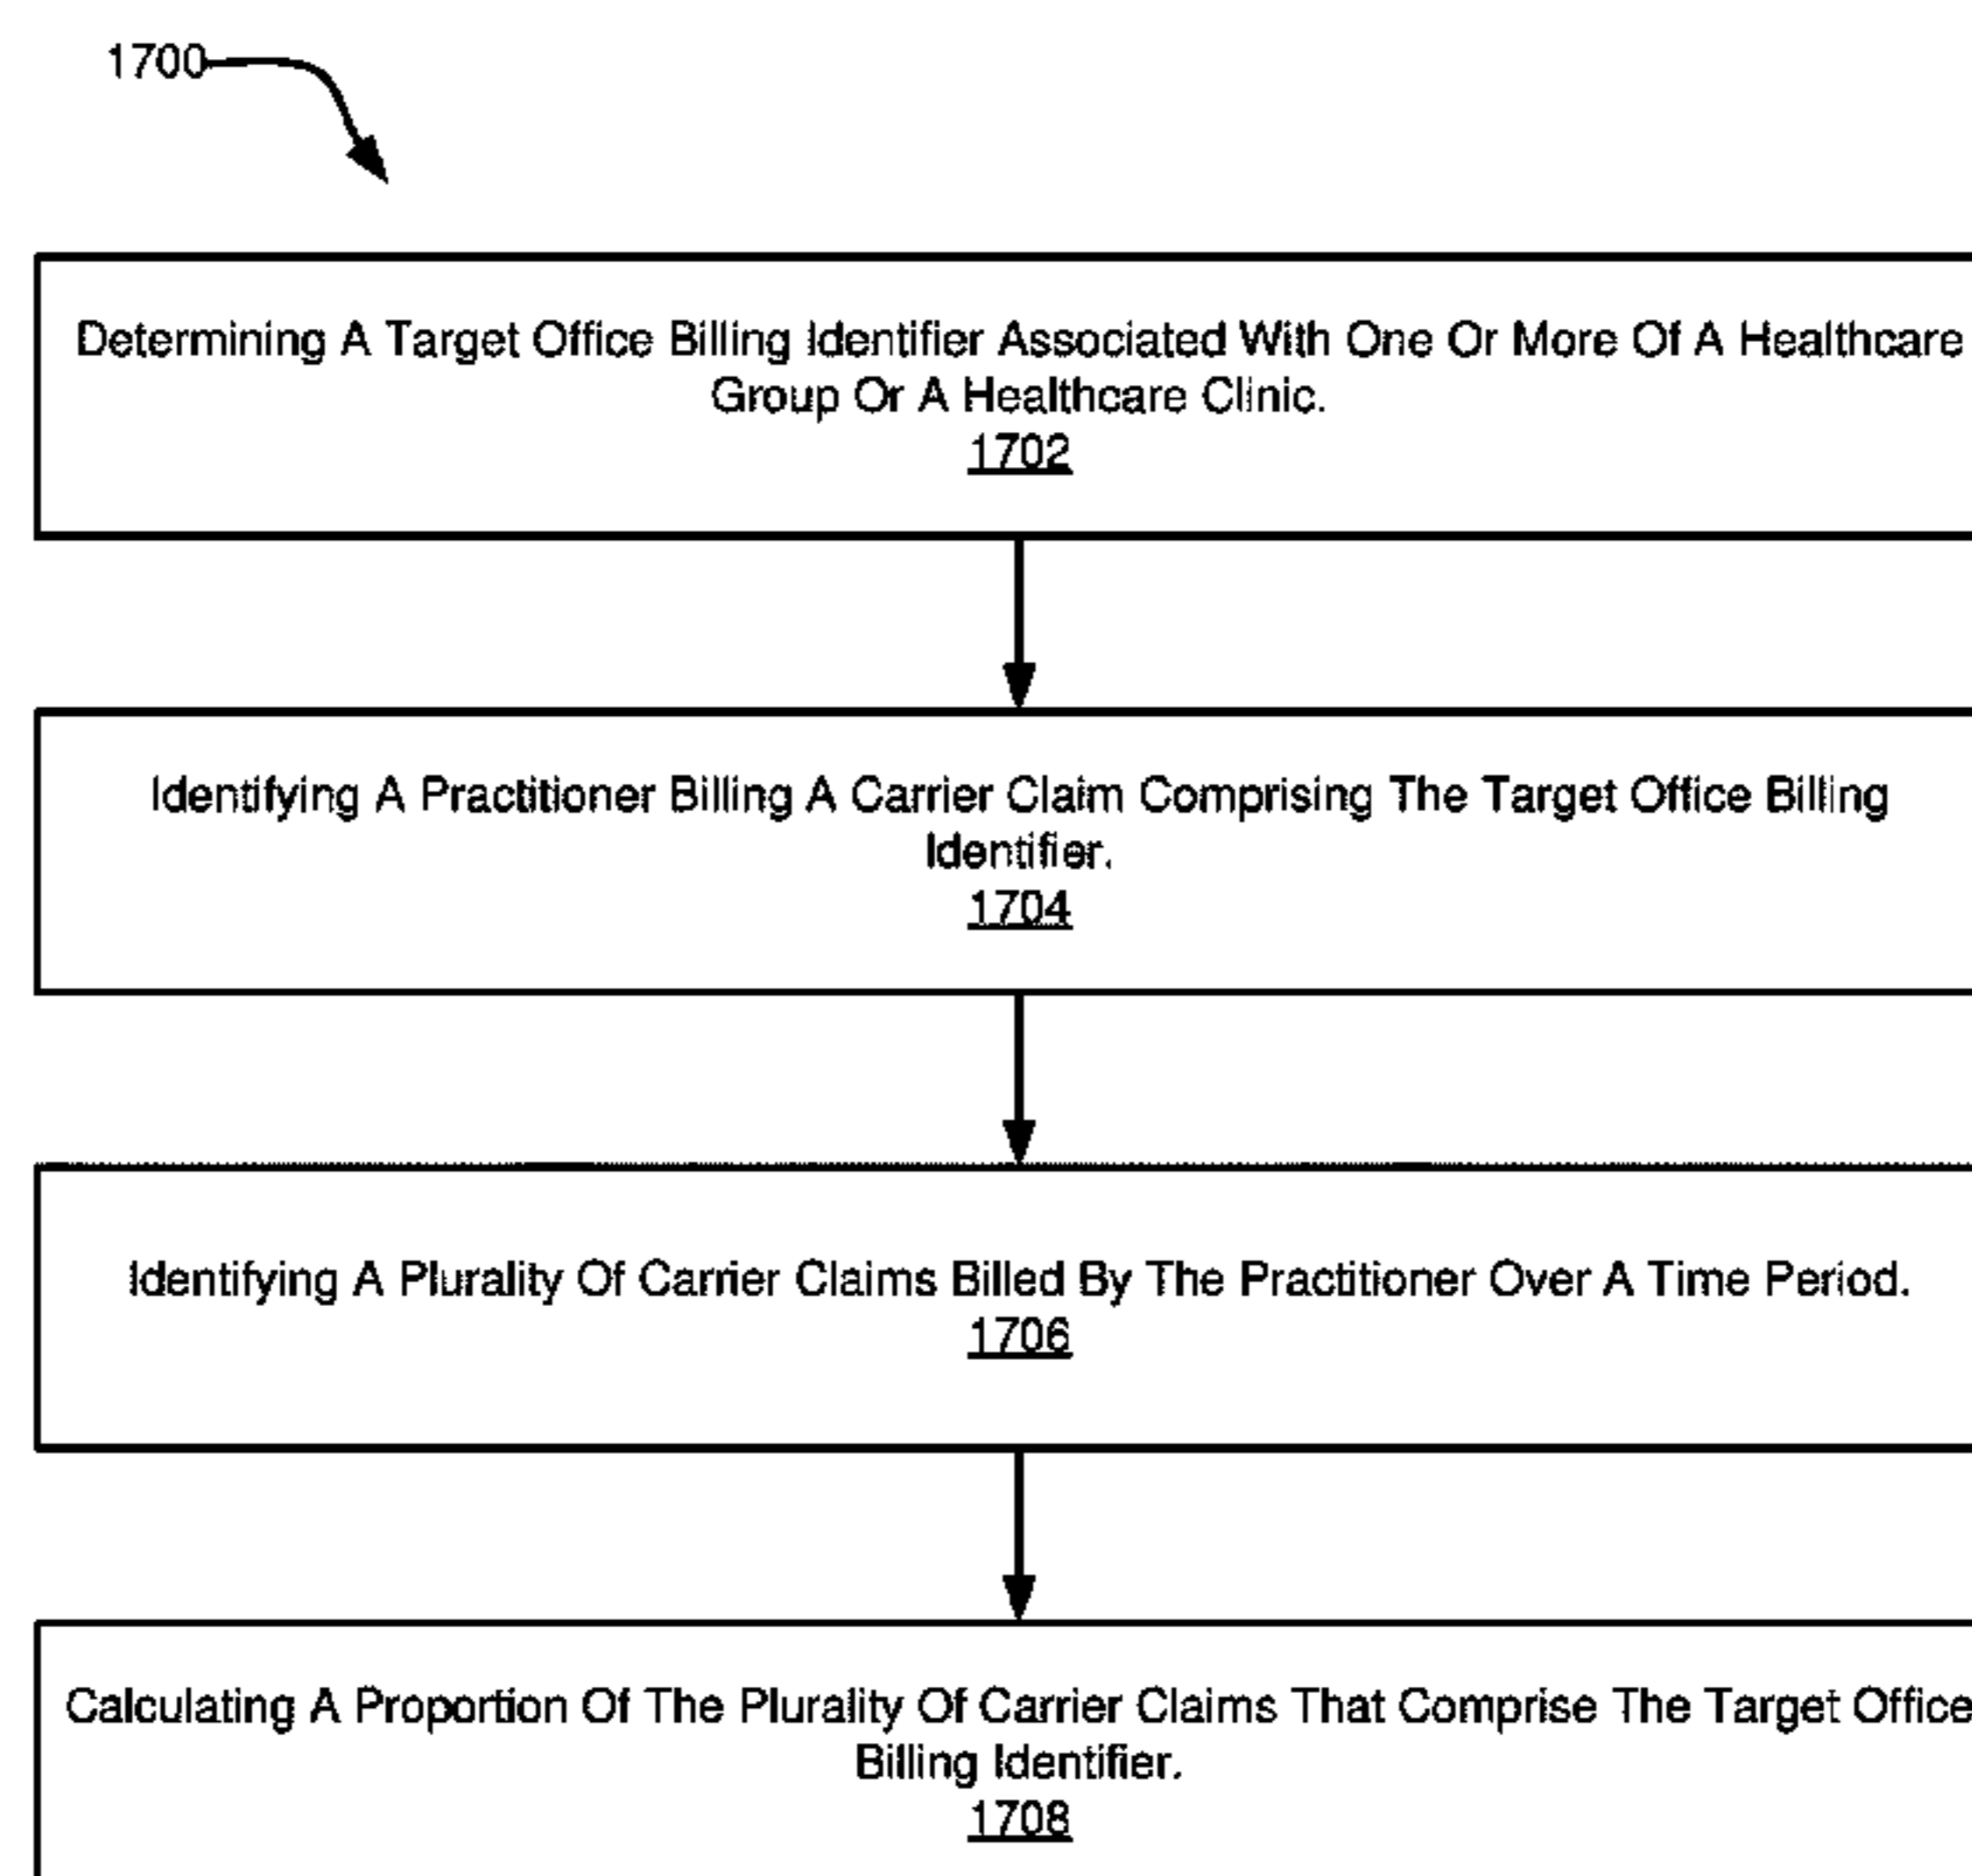 1700
Determining A Target Office Billing Identifier Associated With One Or More Of A Healthcare
Group Or A Healthcare Clinic.
1702
Identifying A Practitioner Billing A Carrier Claim Comprising The Target Office Billing
Identifier.
1704
Identifying A Plurality Of Carrier Claims Billed By The Practitioner Over A Time Period.
1706
Calculating A Proportion Of The Plurality Of Carrier Claims That Comprise The Target Office
Billing Identifier.
1708